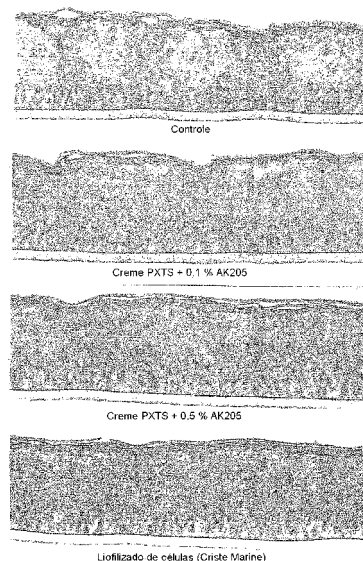 Controle
Creme PXTS + 0,1 % AK205
Creme PXTS + 0.5 % AK205
Liofilizado de células (Criste Marine)